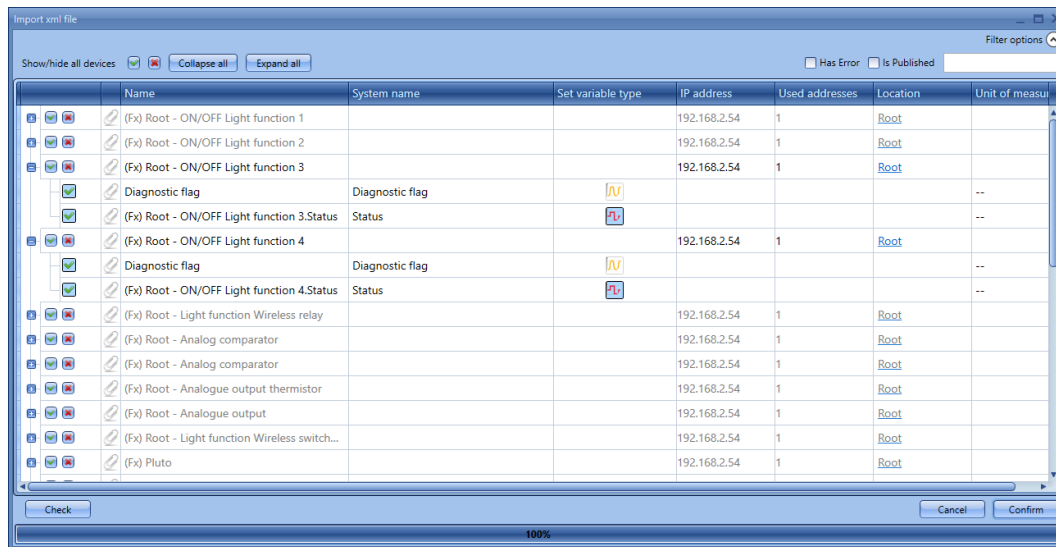 Import xml file
Filter options
Show/hide all devices Collapse all Expand all Has Error Is Published
Name System name Set variable type IP address Used addresses Location Unit of measur
(Fx) Root - ON/OFF Light function 1 192.168.2.54 1 Root
(Fx) Root - ON/OFF Light function 2 192.168.2.54 1 Root
(Fx) Root - ON/OFF Light function 3 192.168.2.54 1 Root
Diagnostic flag Diagnostic flag --
(Fx) Root - ON/OFF Light function 3.Status Status --
(Fx) Root - ON/OFF Light function 4 192.168.2.54 1 Root
Diagnostic flag Diagnostic flag --
(Fx) Root - ON/OFF Light function 4.Status Status --
(Fx) Root - Light function Wireless relay 192.168.2.54 1 Root
(Fx) Root - Analog comparator 192.168.2.54 1 Root
(Fx) Root - Analog comparator 192.168.2.54 1 Root
(Fx) Root - Analogue output thermistor 192.168.2.54 1 Root
(Fx) Root - Analogue output 192.168.2.54 1 Root
(Fx) Root - Light function Wireless switch... 192.168.2.54 1 Root
(Fx) Pluto 192.168.2.54 1 Root
Check Cancel Confirm
100%